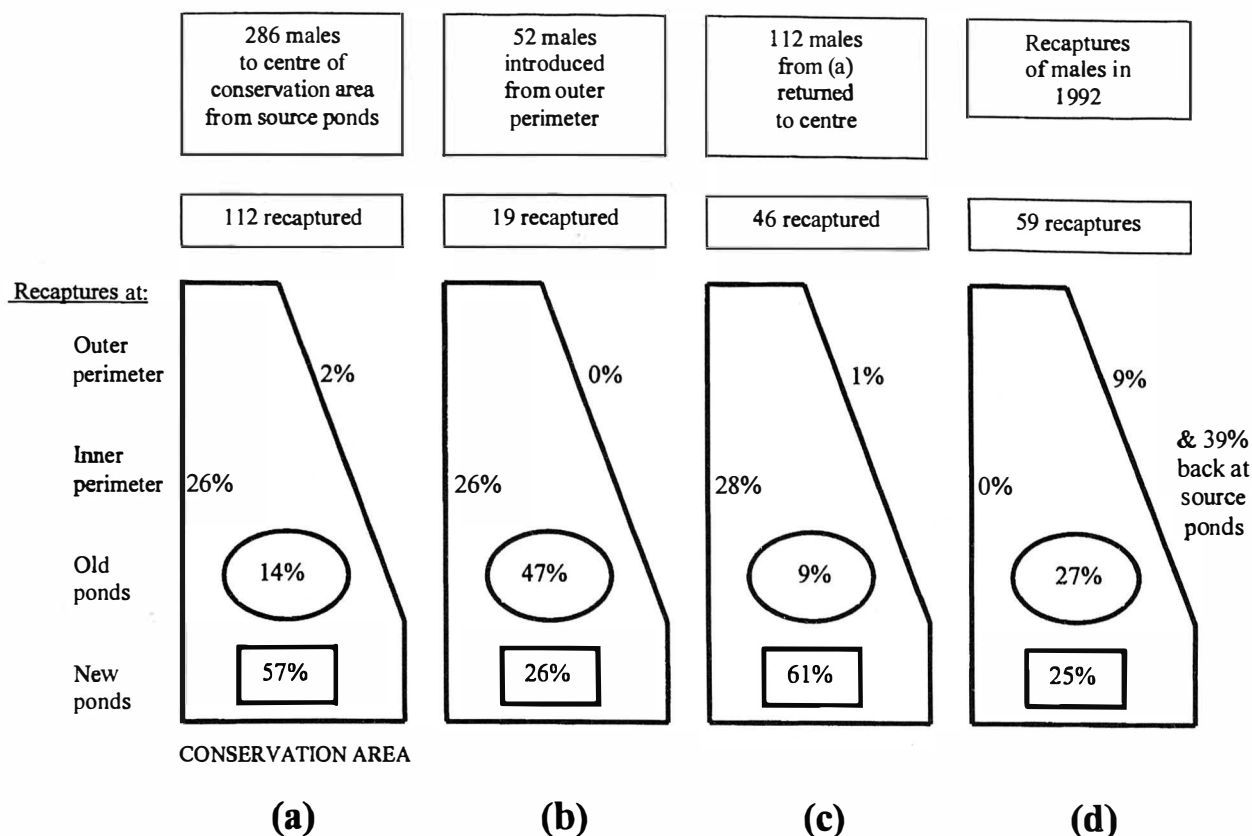 286 males
to centre of
conservation area
from source ponds
52 males
introduced
from outer
perimeter
112 males
from (a)
returned
to centre
Recaptures
of males in
1992
112 recaptured
19 recaptured
46 recaptured
59 recaptures
Recaptures at:
Outer
perimeter
2%
0%
1%
9%
Inner
perimeter
26%
26%
28%
0%
& 39%
back at
source
ponds
Old
ponds
14%
47%
9%
27%
New
ponds
57%
26%
61%
25%
CONSERVATION AREA
(a)
(b)
(c)
(d)